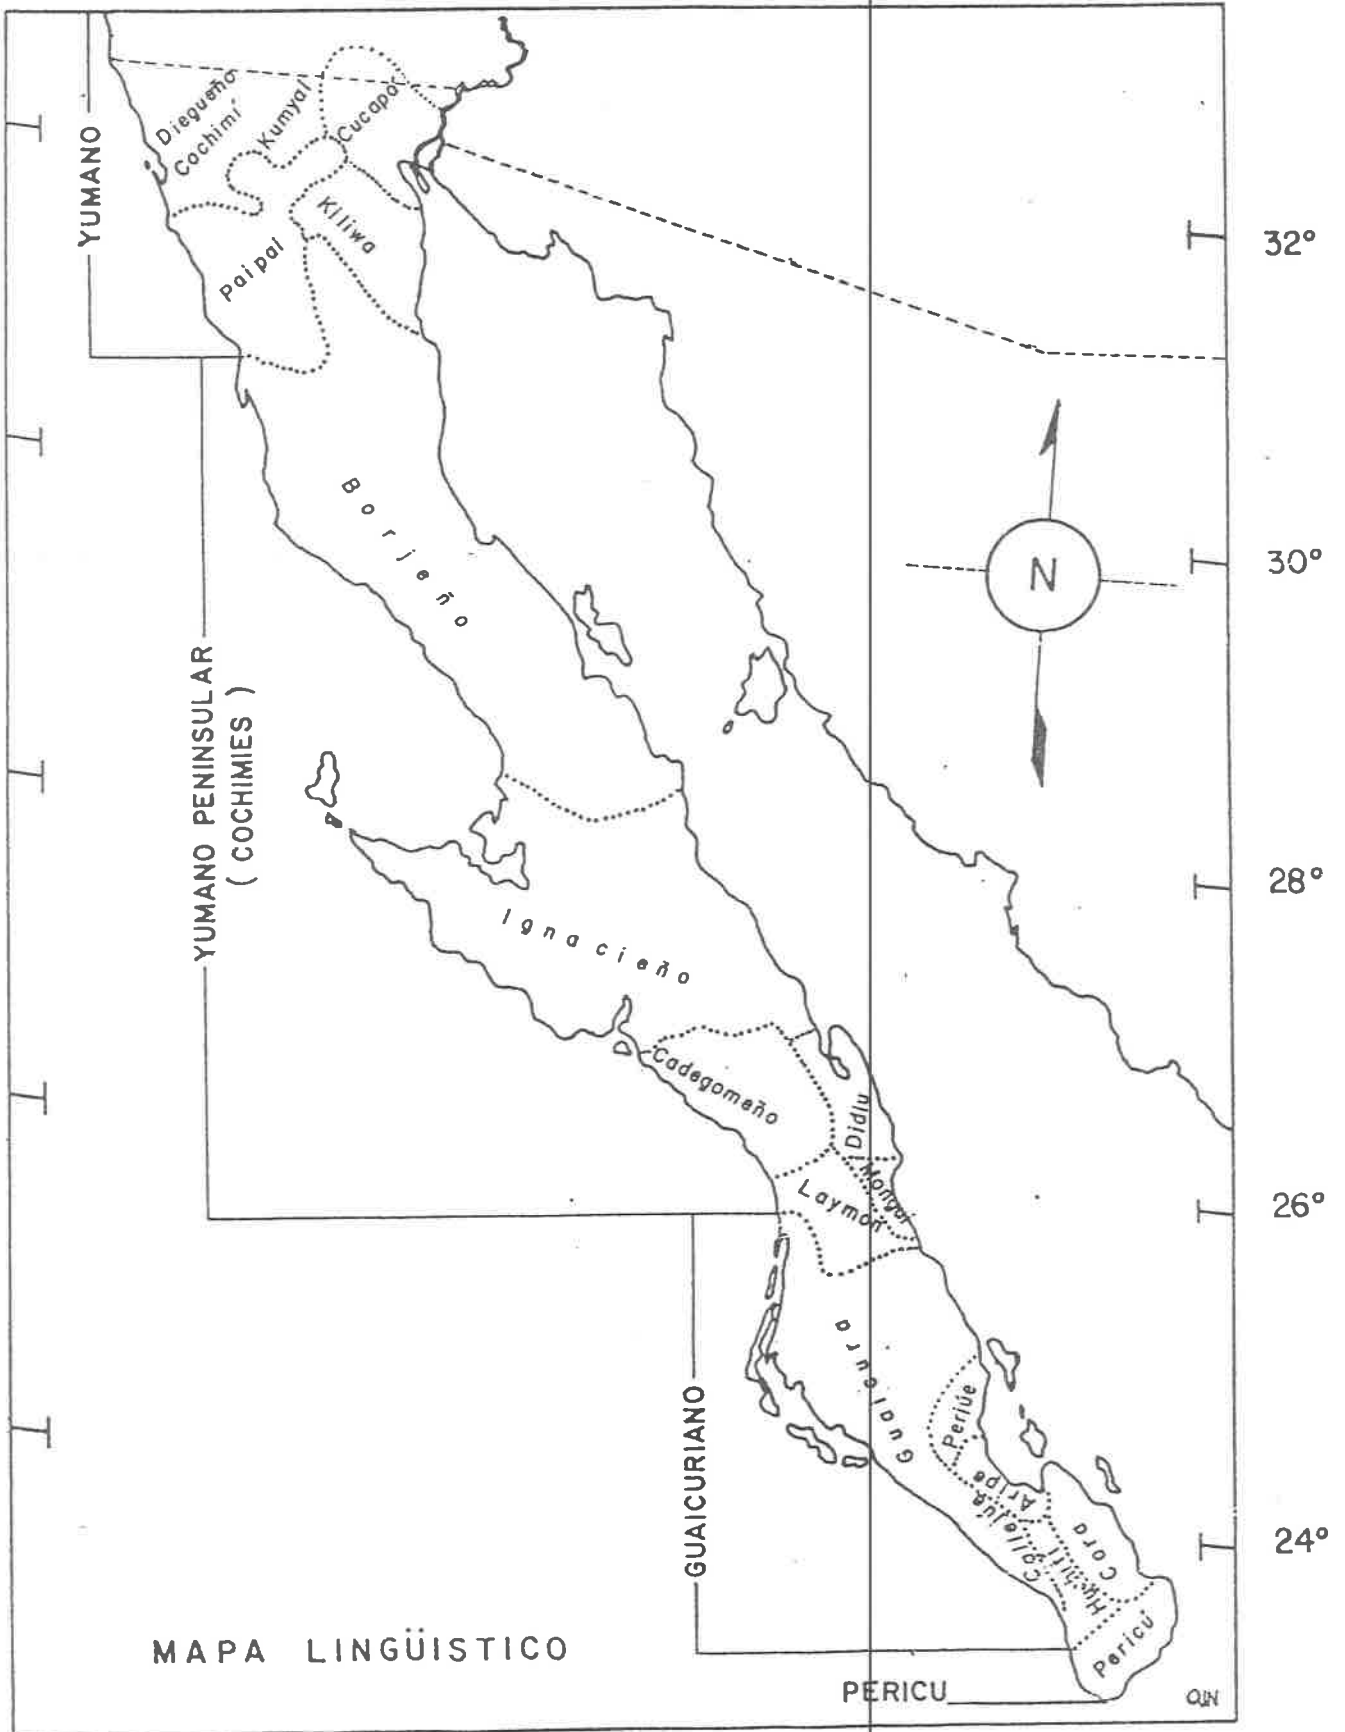 Diegueño
Cochimí
Kumyai
Cucapá
YUMANO
Kiliwa
Paipai
32°
Borjeño
N
30°
YUMANO PENINSULAR
( COCHIMIES )
28°
Ignacieño
Cadegomeño
Didiu
Mongui
Laymon
26°
Guaicura
Periúe
Aripe
GUAICURIANO
Callejúe
Huchiti
Cora
24°
Pericú
MAPA LINGÜISTICO
PERICU